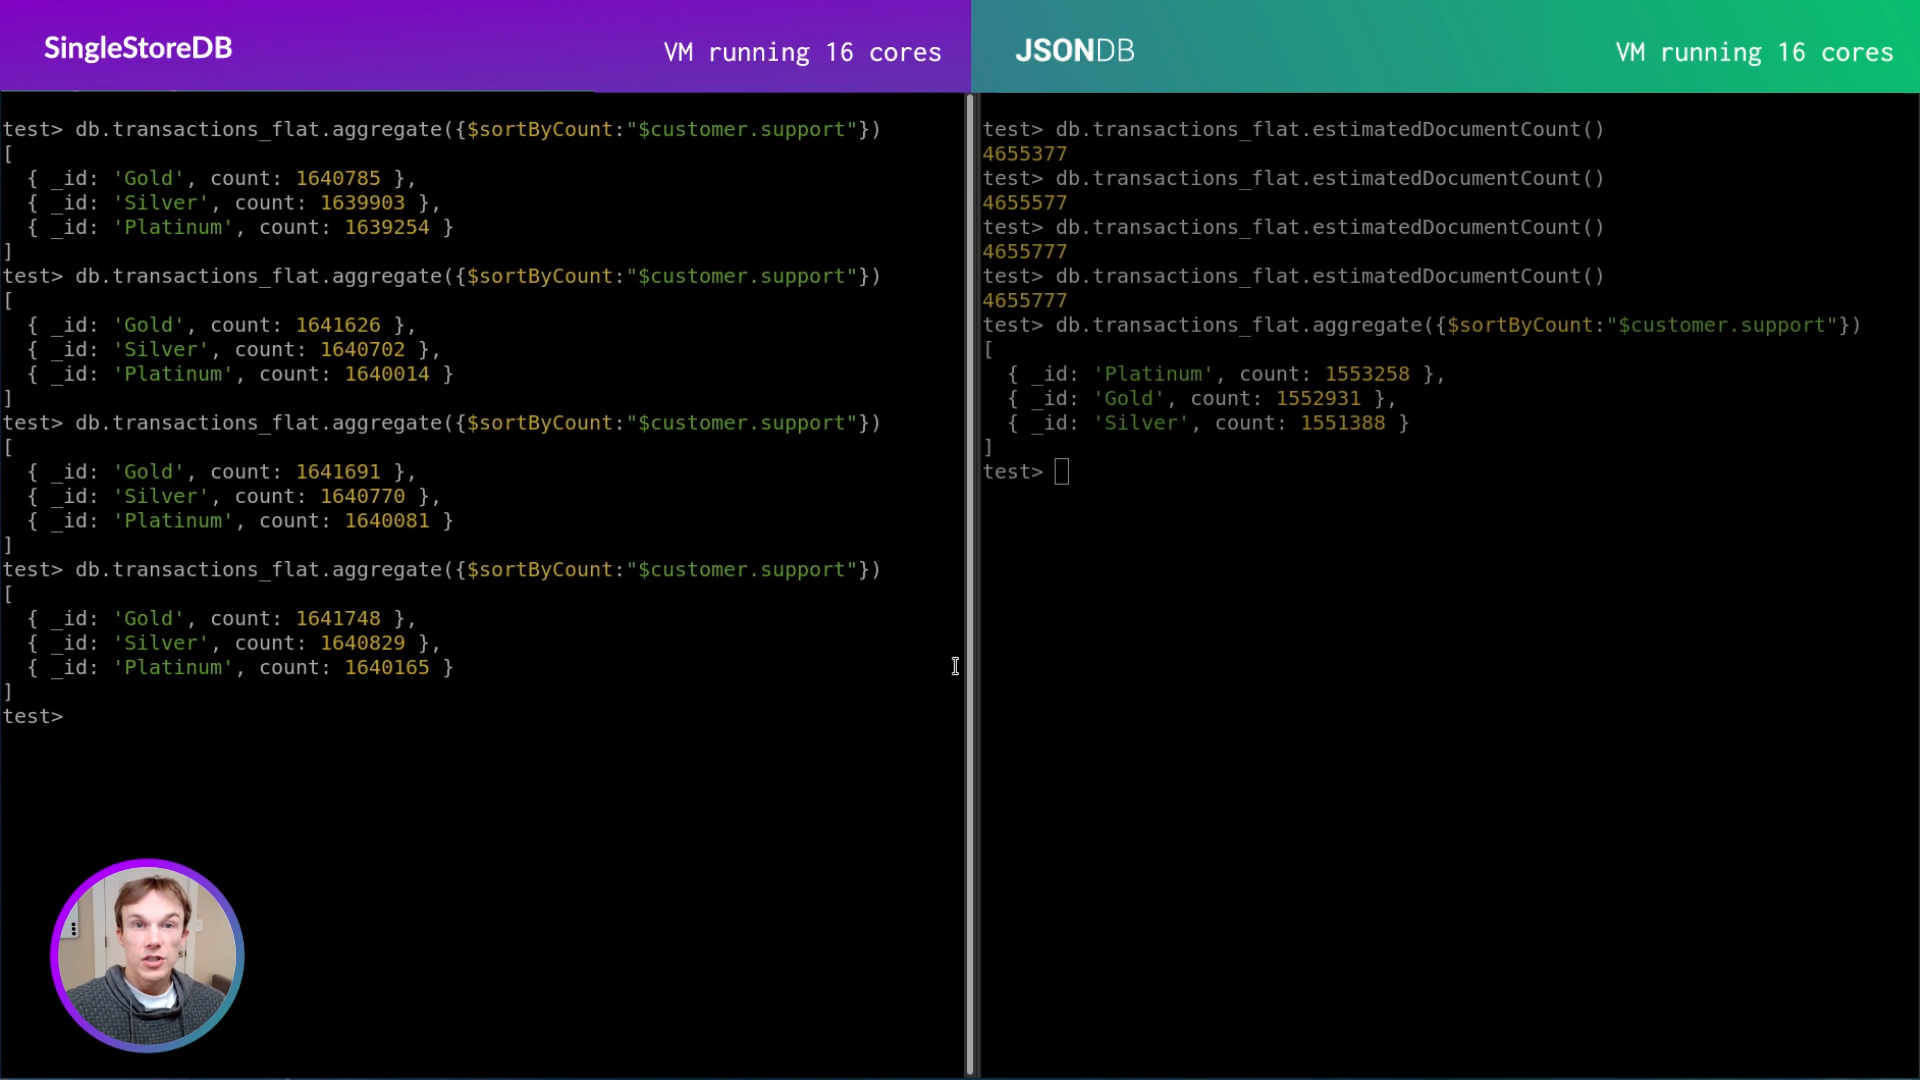 SingleStoreDB
VM running 16 cores
test> db.transactions_flat.aggregate({$sortByCount:"$customer.support"})
[
  { _id: 'Gold', count: 1640785 },
  { _id: 'Silver', count: 1639903 },
  { _id: 'Platinum', count: 1639254 }
]
test> db.transactions_flat.aggregate({$sortByCount:"$customer.support"})
[
  { _id: 'Gold', count: 1641626 },
  { _id: 'Silver', count: 1640702 },
  { _id: 'Platinum', count: 1640014 }
]
test> db.transactions_flat.aggregate({$sortByCount:"$customer.support"})
[
  { _id: 'Gold', count: 1641691 },
  { _id: 'Silver', count: 1640770 },
  { _id: 'Platinum', count: 1640081 }
]
test> db.transactions_flat.aggregate({$sortByCount:"$customer.support"})
[
  { _id: 'Gold', count: 1641748 },
  { _id: 'Silver', count: 1640829 },
  { _id: 'Platinum', count: 1640165 }
]
test>
JSONDB
VM running 16 cores
test> db.transactions_flat.estimatedDocumentCount()
4655377
test> db.transactions_flat.estimatedDocumentCount()
4655577
test> db.transactions_flat.estimatedDocumentCount()
4655777
test> db.transactions_flat.estimatedDocumentCount()
4655777
test> db.transactions_flat.aggregate({$sortByCount:"$customer.support"})
[
  { _id: 'Platinum', count: 1553258 },
  { _id: 'Gold', count: 1552931 },
  { _id: 'Silver', count: 1551388 }
]
test>